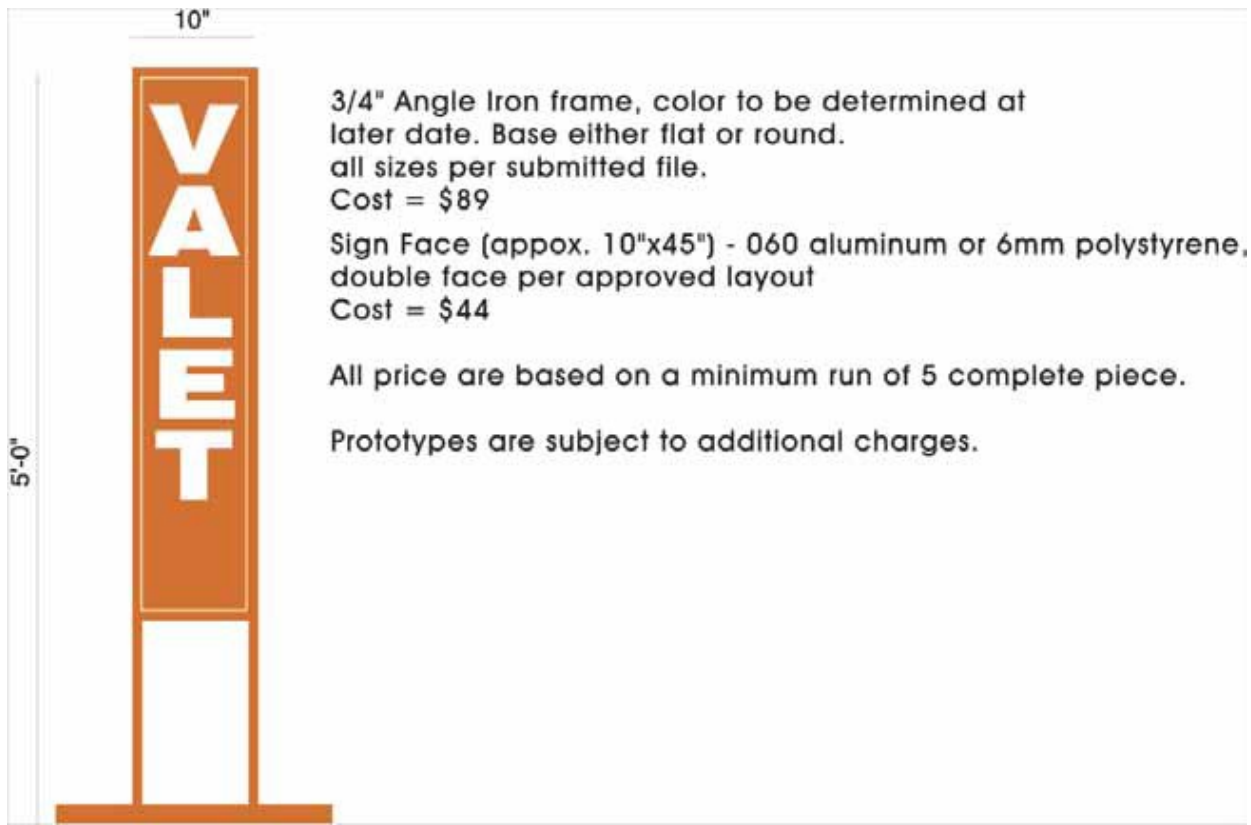 10"
5'-0"
VALET
3/4" Angle Iron frame, color to be determined at
later date. Base either flat or round.
all sizes per submitted file.
Cost = $89
Sign Face (appox. 10"x45") - 060 aluminum or 6mm polystyrene,
double face per approved layout
Cost = $44
All price are based on a minimum run of 5 complete piece.
Prototypes are subject to additional charges.